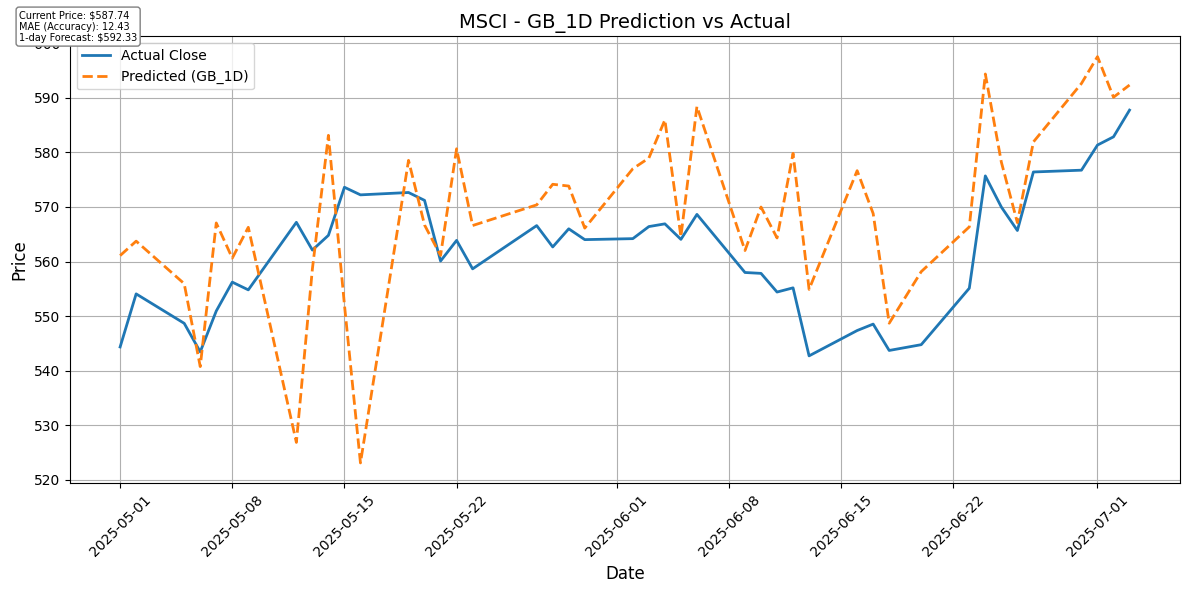 MSCI - GB_1D Prediction vs Actual
Current Price: $587.74
MAE (Accuracy): 12.43
1-day Forecast: $592.33
Actual Close
Predicted (GB_1D)
Price
590
580
570
560
550
540
530
520
2025-05-01
2025-05-08
2025-05-15
2025-05-22
2025-06-01
2025-06-08
2025-06-15
2025-06-22
2025-07-01
Date